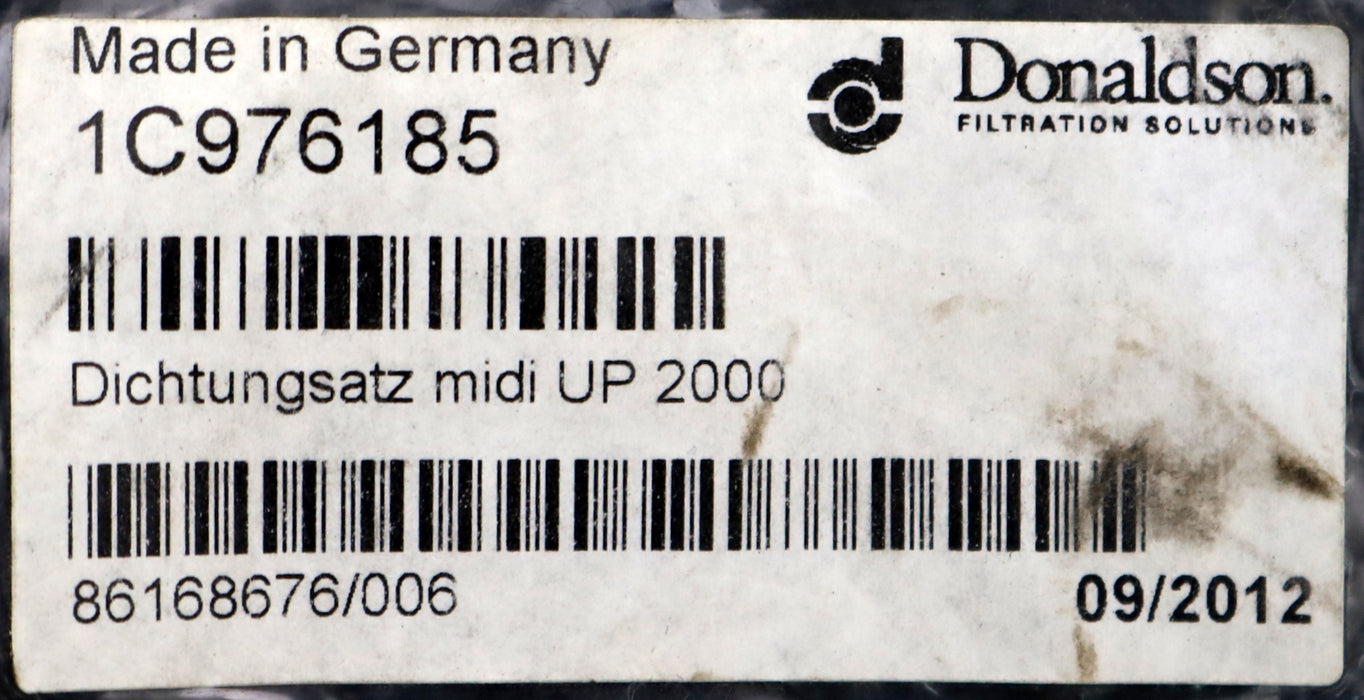 Made in Germany
1C976185
Donaldson.
FILTRATION SOLUTIONS
Dichtungsatz midi UP 2000
86168676/006
09/2012